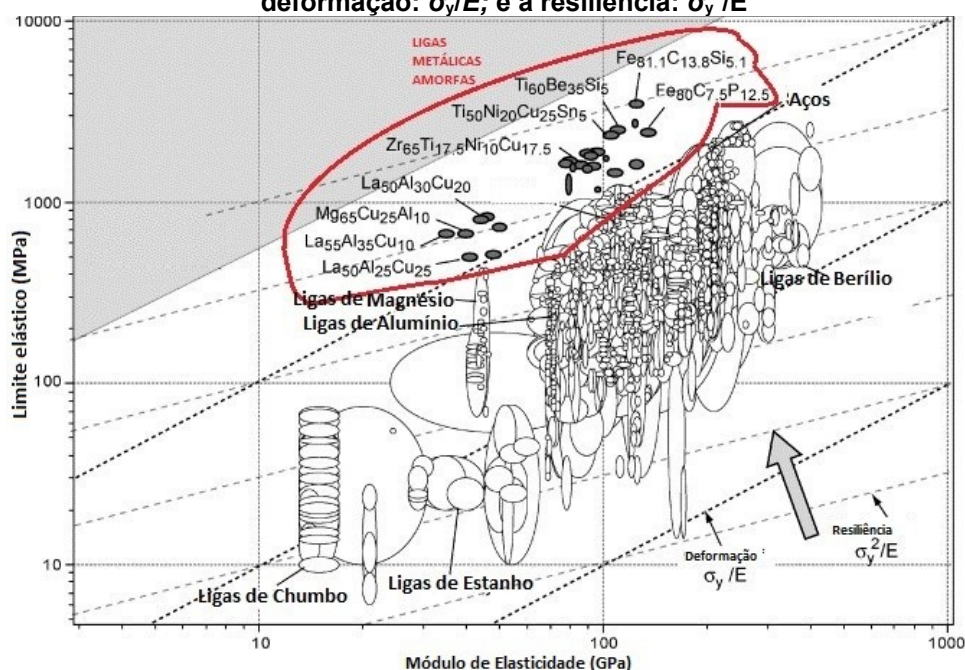 deformação: σy/E; e a resiliência: σy²/E
10000
LIGAS
METÁLICAS
AMORFAS
Fe81.1C13.8Si5.1
Ti60Be35Si5
Ee80C7.5P12.5
Aços
Ti50Ni20Cu25Sn5
Zr65Ti17.5Ni10Cu17.5
La50Al30Cu20
1000
Mg65Cu25Al10
La55Al35Cu10
La50Al25Cu25
Ligas de Berílio
Ligas de Magnésio
Ligas de Alumínio
Limite elástico (MPa)
100
Resiliência
σy²/E
Deformação
σy/E
10
Ligas de Estanho
Ligas de Chumbo
10
100
1000
Módulo de Elasticidade (GPa)